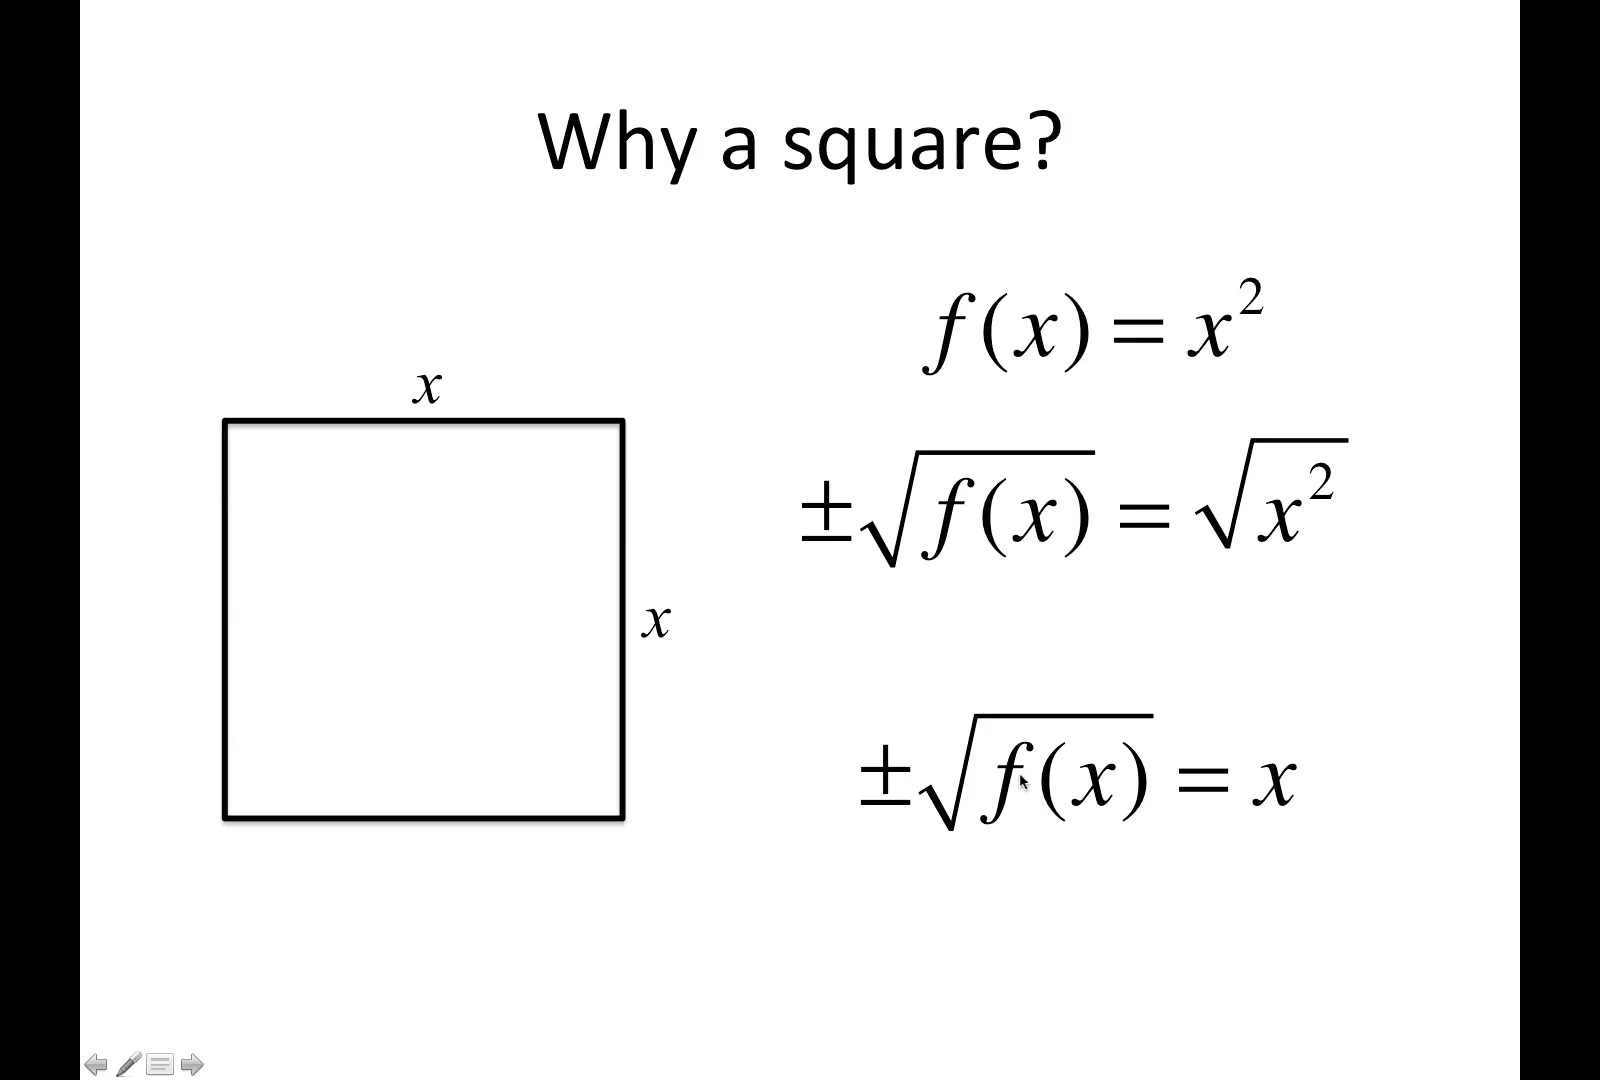 Why a square?
x
x
f(x) = x²
±√f(x) = √x²
±√f(x) = x